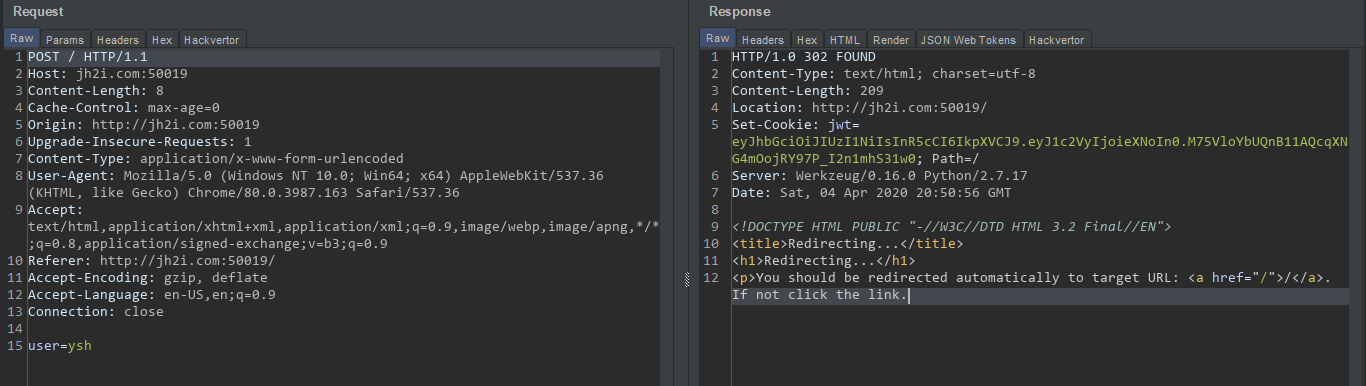 Request
Raw Params Headers Hex Hackvertor
1 POST / HTTP/1.1
2 Host: jh2i.com:50019
3 Content-Length: 8
4 Cache-Control: max-age=0
5 Origin: http://jh2i.com:50019
6 Upgrade-Insecure-Requests: 1
7 Content-Type: application/x-www-form-urlencoded
8 User-Agent: Mozilla/5.0 (Windows NT 10.0; Win64; x64) AppleWebKit/537.36
(KHTML, like Gecko) Chrome/80.0.3987.163 Safari/537.36
9 Accept:
text/html,application/xhtml+xml,application/xml;q=0.9,image/webp,image/apng,*/*
;q=0.8,application/signed-exchange;v=b3;q=0.9
10 Referer: http://jh2i.com:50019/
11 Accept-Encoding: gzip, deflate
12 Accept-Language: en-US,en;q=0.9
13 Connection: close
14
15 user=ysh
Response
Raw Headers Hex HTML Render JSON Web Tokens Hackvertor
1 HTTP/1.0 302 FOUND
2 Content-Type: text/html; charset=utf-8
3 Content-Length: 209
4 Location: http://jh2i.com:50019/
5 Set-Cookie: jwt=
eyJhbGciOiJIUzI1NiIsInR5cCI6IkpXVCJ9.eyJ1c2VyIjoieXNoIn0.M75VloYbUQnB11AQcqXN
G4mOojRY97P_I2n1mhS31w0; Path=/
6 Server: Werkzeug/0.16.0 Python/2.7.17
7 Date: Sat, 04 Apr 2020 20:50:56 GMT
8
9 <!DOCTYPE HTML PUBLIC "-//W3C//DTD HTML 3.2 Final//EN">
10 <title>Redirecting...</title>
11 <h1>Redirecting...</h1>
12 <p>You should be redirected automatically to target URL: <a href="/">/</a>.
If not click the link.